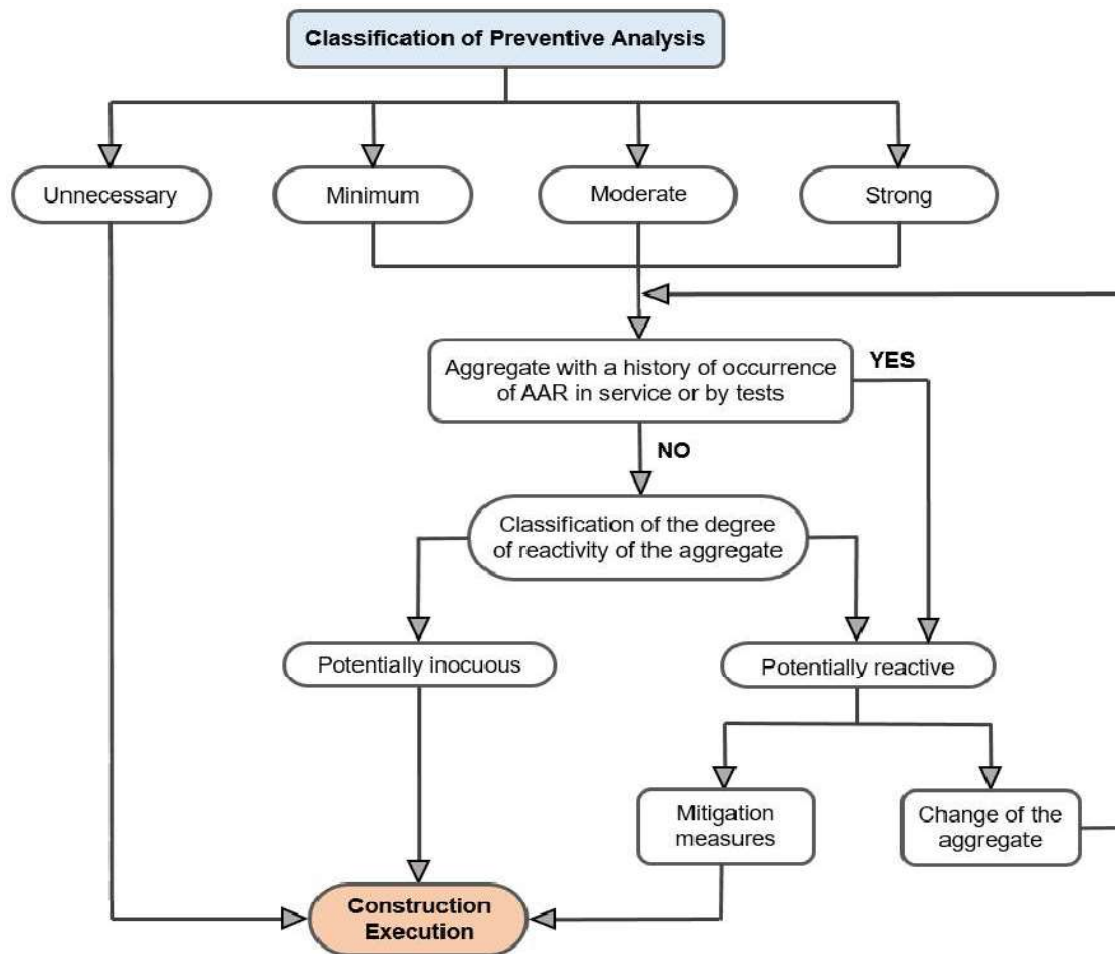 Classification of Preventive Analysis
Unnecessary
Minimum
Moderate
Strong
Aggregate with a history of occurrence
of AAR in service or by tests
YES
NO
Classification of the degree
of reactivity of the aggregate
Potentially inocuous
Potentially reactive
Mitigation
measures
Change of the
aggregate
Construction
Execution